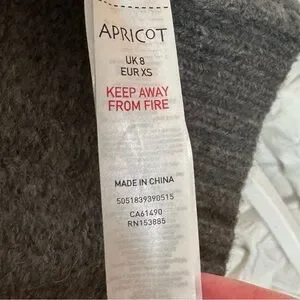 APRICOT
UK 8
EUR XS
KEEP AWAY
FROM FIRE
MADE IN CHINA
5051839390515
CA61490
RN153885